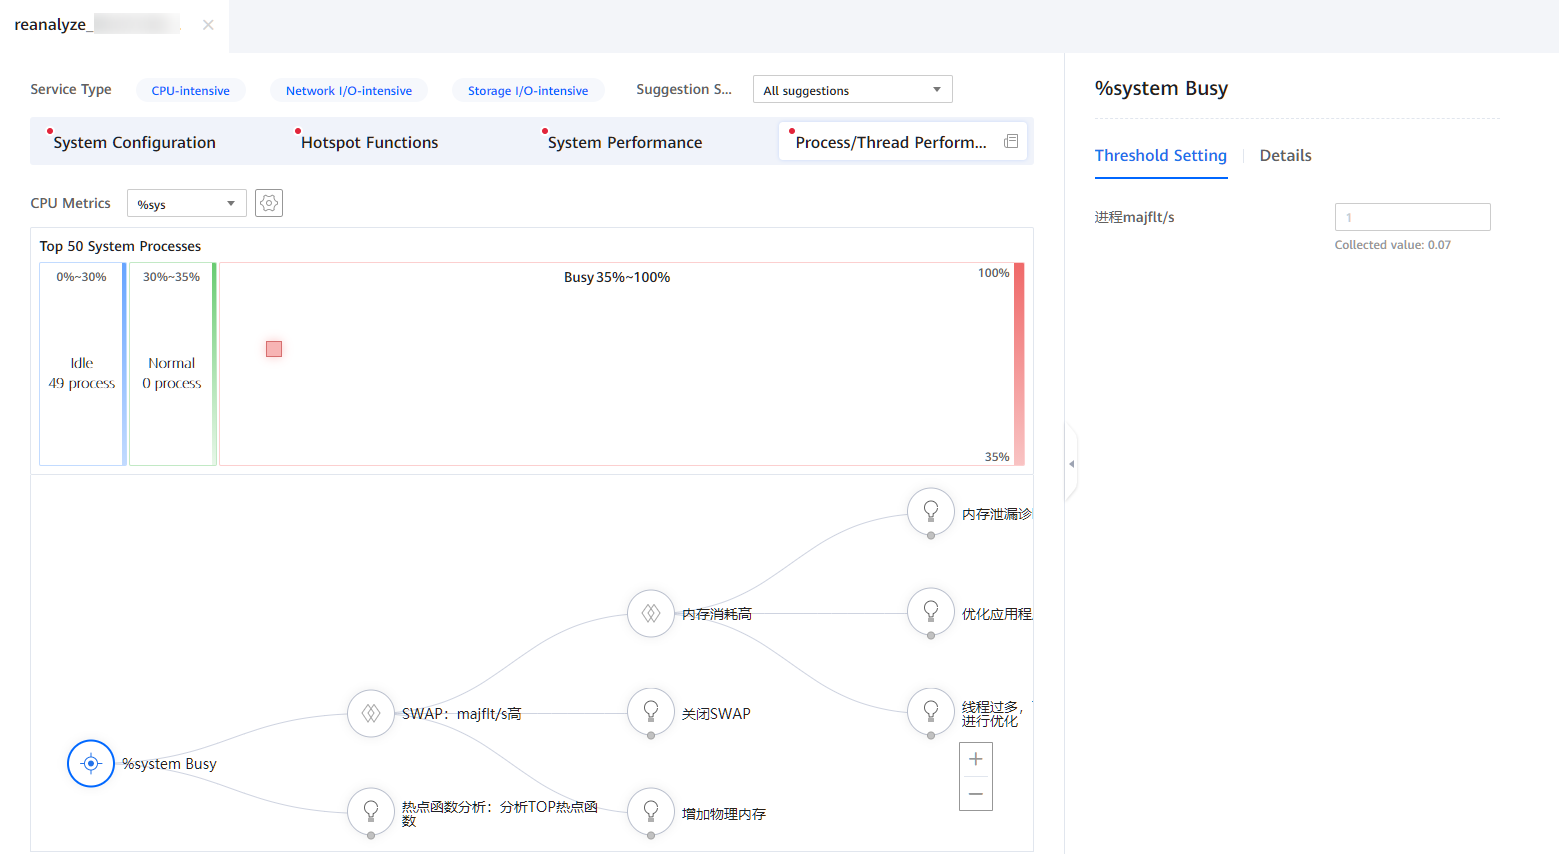 reanalyze_
Service Type
CPU-intensive
Network I/O-intensive
Storage I/O-intensive
Suggestion S...
All suggestions
System Configuration
Hotspot Functions
System Performance
Process/Thread Perform...
CPU Metrics
%sys
Top 50 System Processes
0%~30%
Idle
49 process
30%~35%
Normal
0 process
Busy 35%~100%
100%
35%
%system Busy
SWAP：majflt/s高
热点函数分析：分析TOP热点函
数
内存消耗高
关闭SWAP
增加物理内存
内存泄漏诊
优化应用程
线程过多，
进行优化
%system Busy
Threshold Setting
Details
进程majflt/s
1
Collected value: 0.07